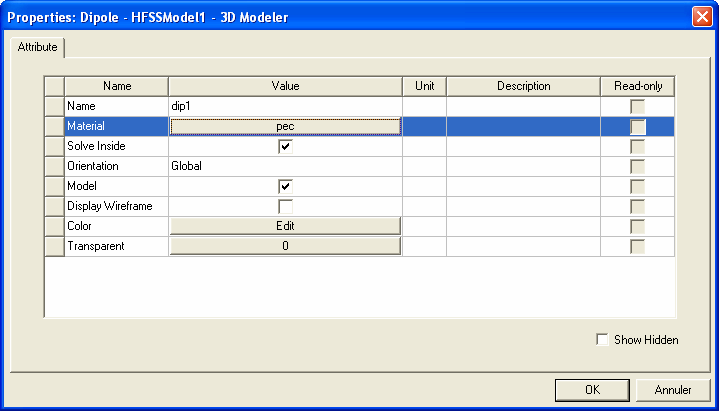 Properties: Dipole - HFSSModel1 - 3D Modeler
Attribute
Name Value Unit Description Read-only
Name dip1
Material pec
Solve Inside
Orientation Global
Model
Display Wireframe
Color Edit
Transparent 0
Show Hidden
OK Annuler